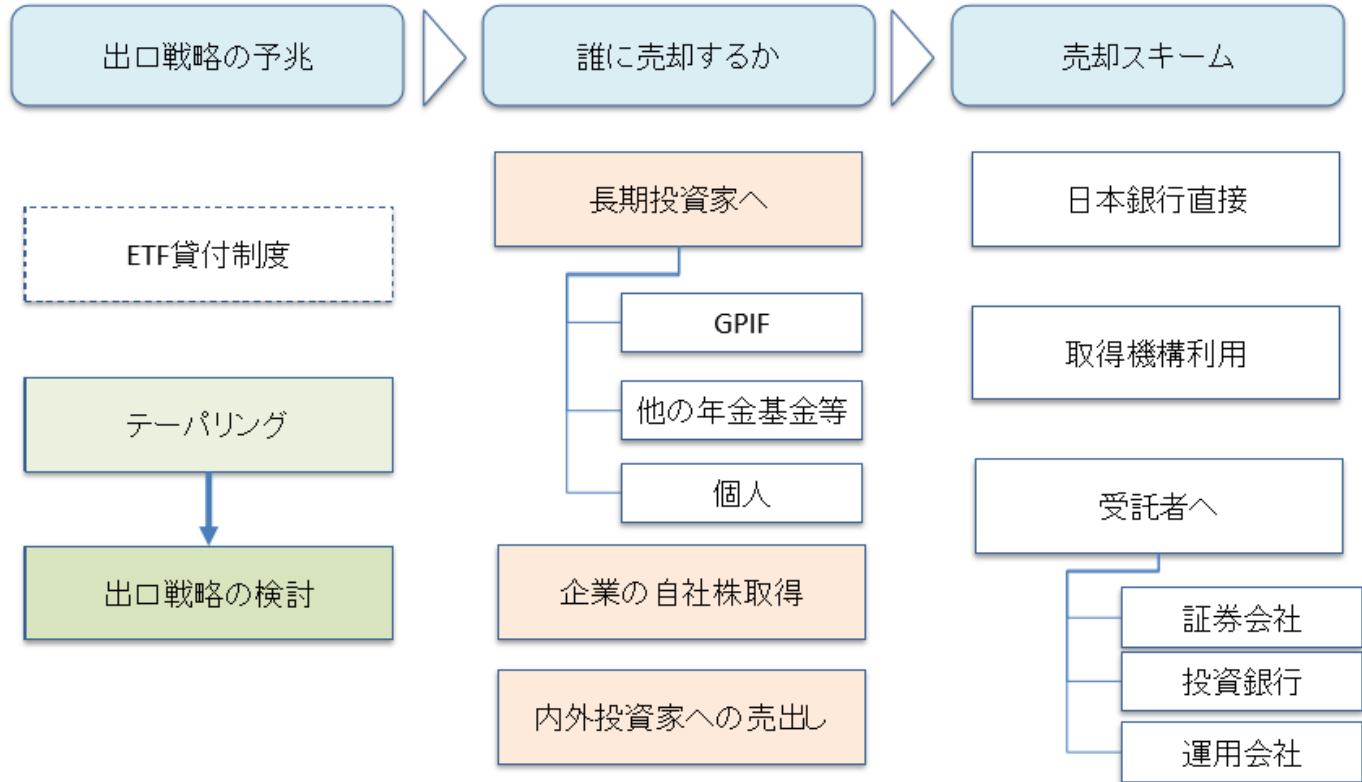 出口戦略の予兆
誰に売却するか
売却スキーム
ETF貸付制度
テーパリング
出口戦略の検討
長期投資家へ
GPIF
他の年金基金等
個人
企業の自社株取得
内外投資家への売出し
日本銀行直接
取得機構利用
受託者へ
証券会社
投資銀行
運用会社